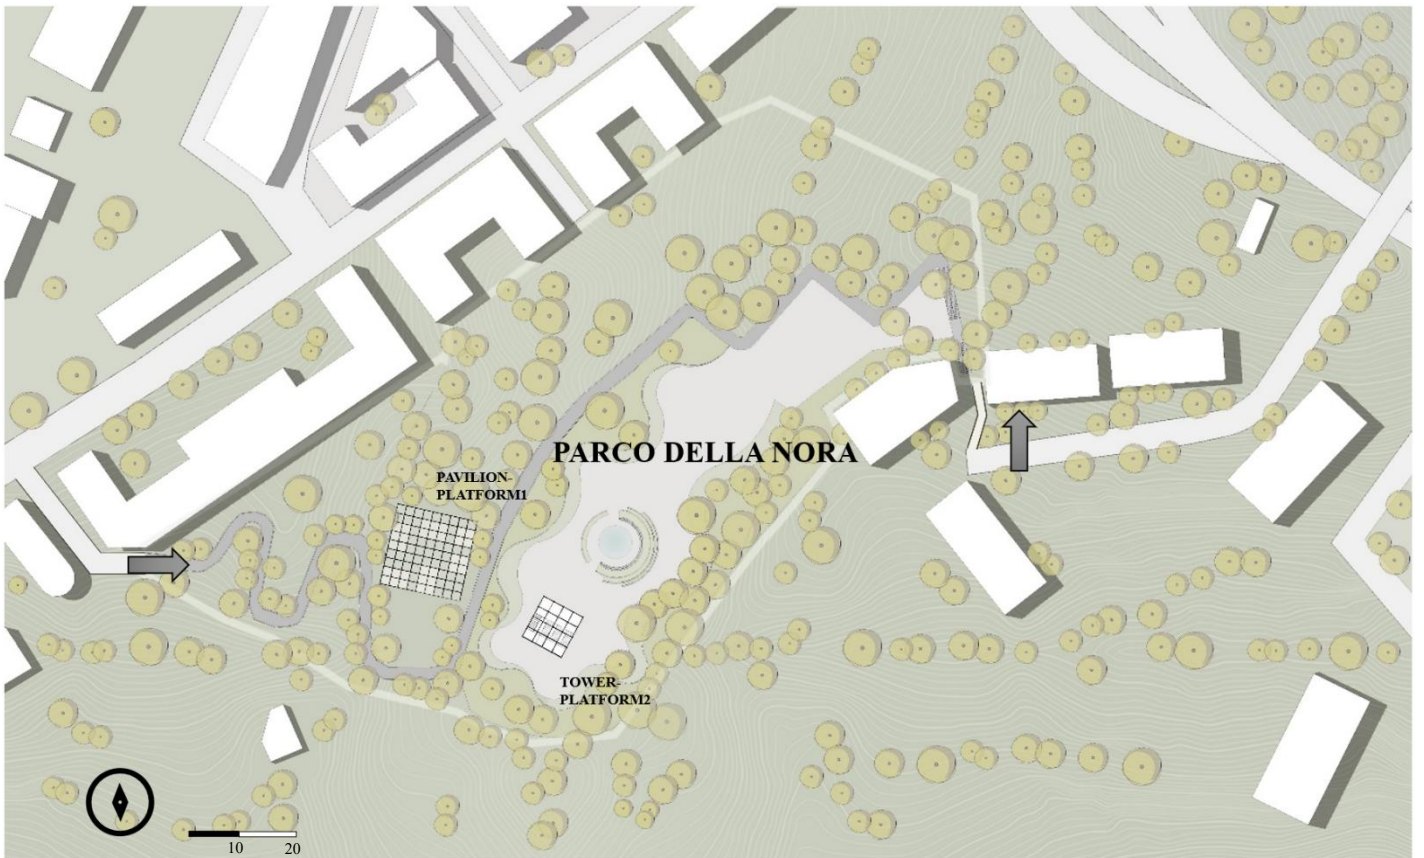 PARCO DELLA NORA
PAVILION-
PLATFORM1
TOWER-
PLATFORM2
10 20